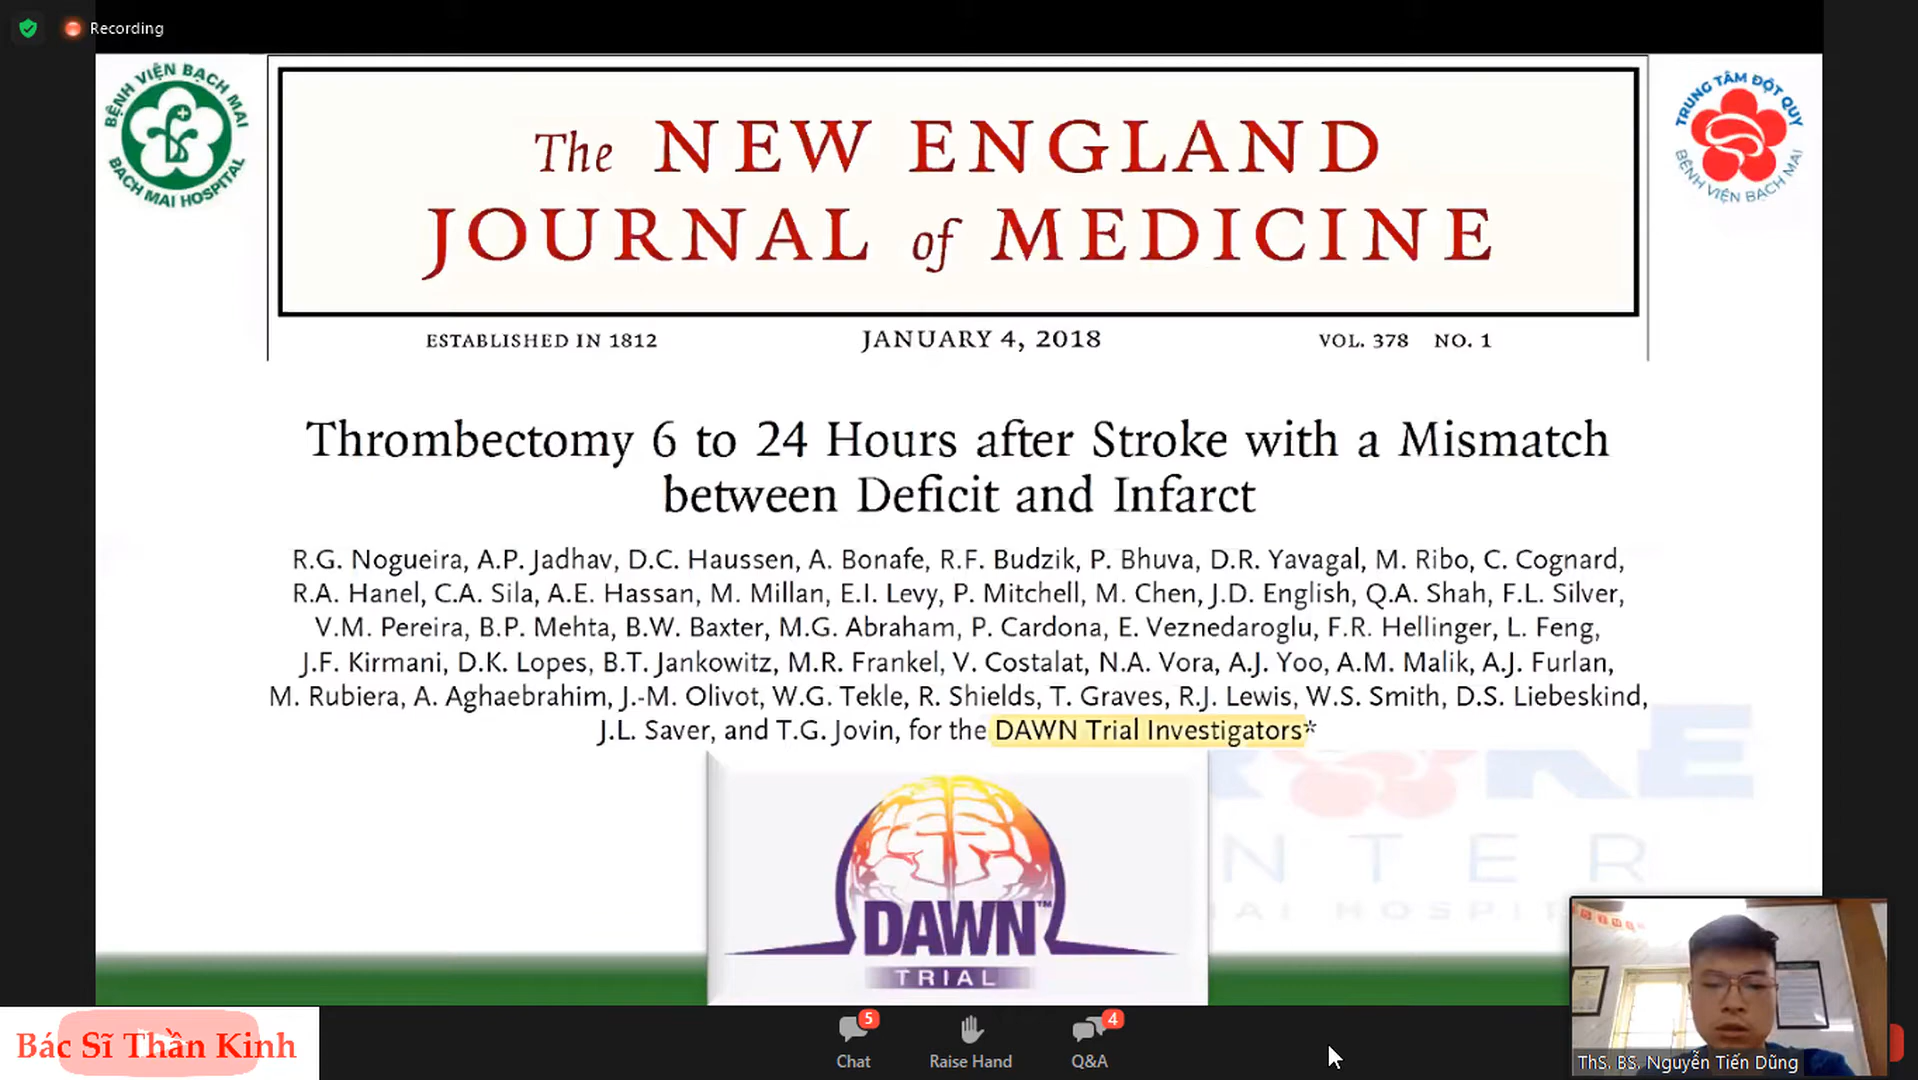 Recording
BỆNH VIỆN BẠCH MAI
BACH MAI HOSPITAL
The NEW ENGLAND
JOURNAL of MEDICINE
TRUNG TÂM ĐỘT QUỴ
BỆNH VIỆN BẠCH MAI
ESTABLISHED IN 1812 JANUARY 4, 2018 VOL. 378 NO. 1
Thrombectomy 6 to 24 Hours after Stroke with a Mismatch
between Deficit and Infarct
R.G. Nogueira, A.P. Jadhav, D.C. Haussen, A. Bonafe, R.F. Budzik, P. Bhuva, D.R. Yavagal, M. Ribo, C. Cognard,
R.A. Hanel, C.A. Sila, A.E. Hassan, M. Millan, E.I. Levy, P. Mitchell, M. Chen, J.D. English, Q.A. Shah, F.L. Silver,
V.M. Pereira, B.P. Mehta, B.W. Baxter, M.G. Abraham, P. Cardona, E. Veznedaroglu, F.R. Hellinger, L. Feng,
J.F. Kirmani, D.K. Lopes, B.T. Jankowitz, M.R. Frankel, V. Costalat, N.A. Vora, A.J. Yoo, A.M. Malik, A.J. Furlan,
M. Rubiera, A. Aghaebrahim, J.-M. Olivot, W.G. Tekle, R. Shields, T. Graves, R.J. Lewis, W.S. Smith, D.S. Liebeskind,
J.L. Saver, and T.G. Jovin, for the DAWN Trial Investigators*
DAWN™
TRIAL
Bác Sĩ Thần Kinh
5
Chat
Raise Hand
4
Q&A
ThS. BS. Nguyễn Tiến Dũng